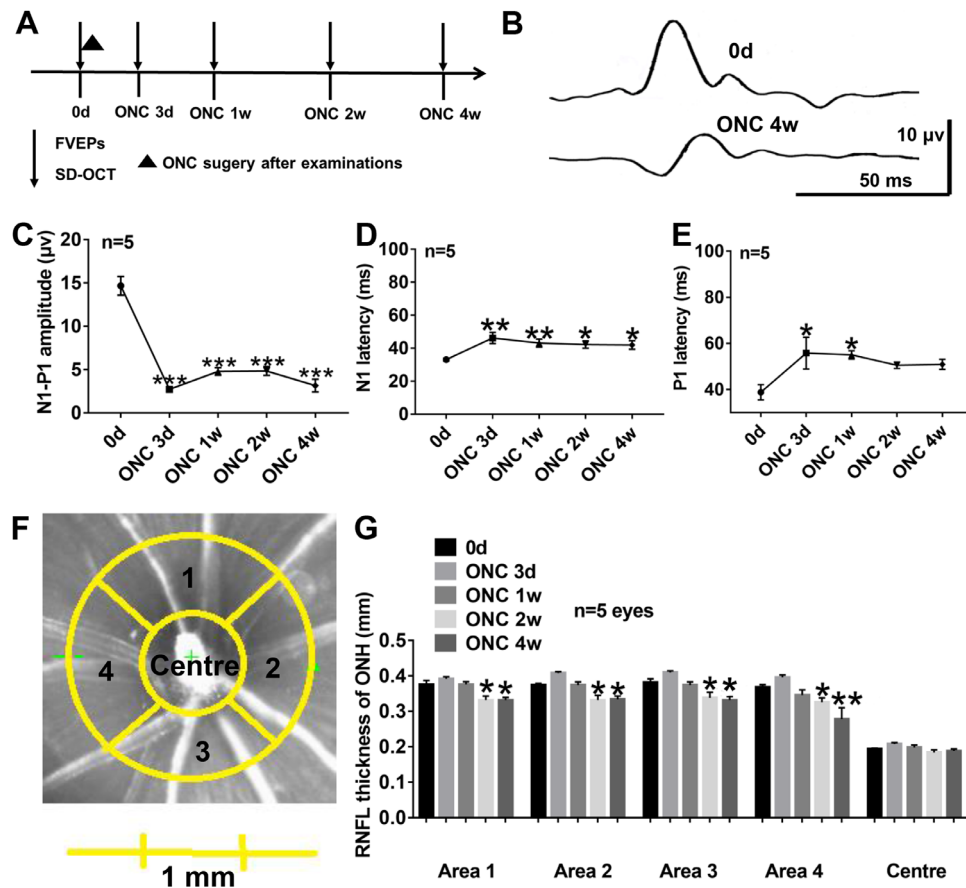 A
0d
ONC 3d
ONC 1w
ONC 2w
ONC 4w
FVEPs
SD-OCT
ONC sugery after examinations
B
0d
ONC 4w
10 μv
50 ms
C
n=5
N1-P1 amplitude (μv)
20
15
10
5
0
***
***
***
***
0d
ONC 3d
ONC 1w
ONC 2w
ONC 4w
D
n=5
N1 latency (ms)
100
80
60
40
20
0
**
**
*
*
0d
ONC 3d
ONC 1w
ONC 2w
ONC 4w
E
n=5
P1 latency (ms)
100
80
60
40
*
*
0d
ONC 3d
ONC 1w
ONC 2w
ONC 4w
F
1
2
3
4
Centre
1 mm
G
0d
ONC 3d
ONC 1w
ONC 2w
ONC 4w
n=5 eyes
RNFL thickness of ONH (mm)
0.5
0.4
0.3
0.2
0.1
0.0
* *
* *
* *
* **
Area 1
Area 2
Area 3
Area 4
Centre